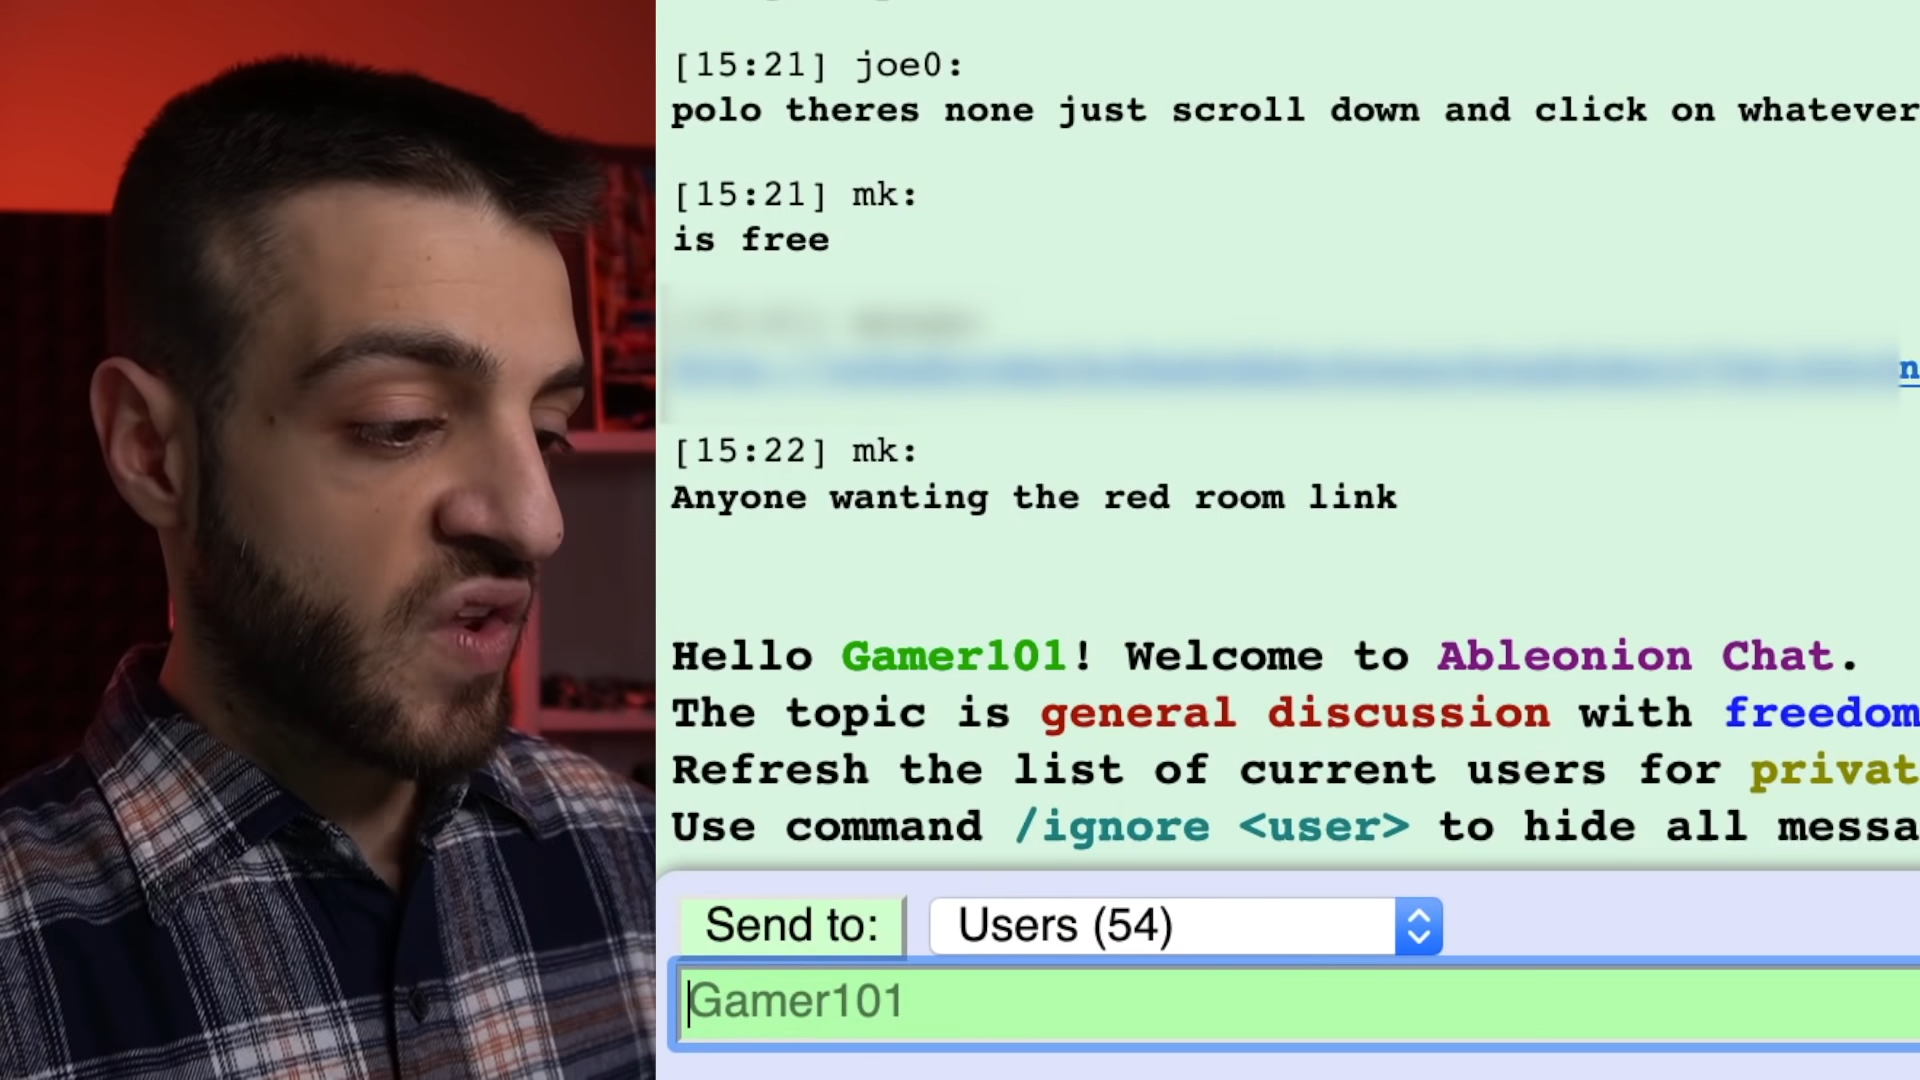 [15:21] joe0:
polo theres none just scroll down and click on whatever
[15:21] mk:
is free
[15:22] mk:
Anyone wanting the red room link
Hello Gamer101! Welcome to Ableonion Chat.
The topic is general discussion with freedom
Refresh the list of current users for privat
Use command /ignore <user> to hide all messa
Send to: Users (54)
Gamer101